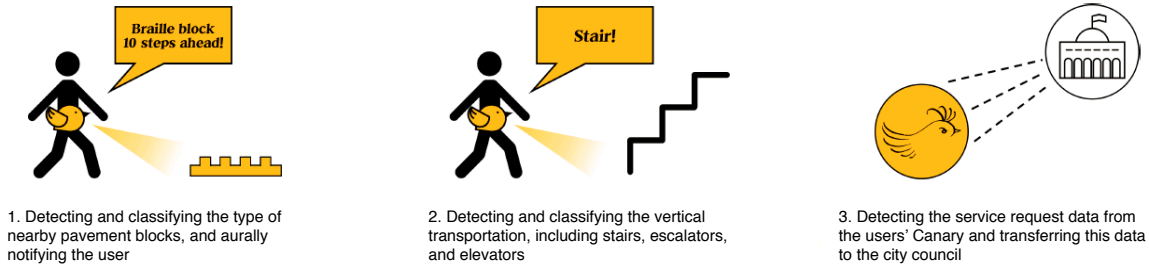 Braille block
10 steps ahead!
Stair!
1. Detecting and classifying the type of
nearby pavement blocks, and aurally
notifying the user
2. Detecting and classifying the vertical
transportation, including stairs, escalators,
and elevators
3. Detecting the service request data from
the users’ Canary and transferring this data
to the city council